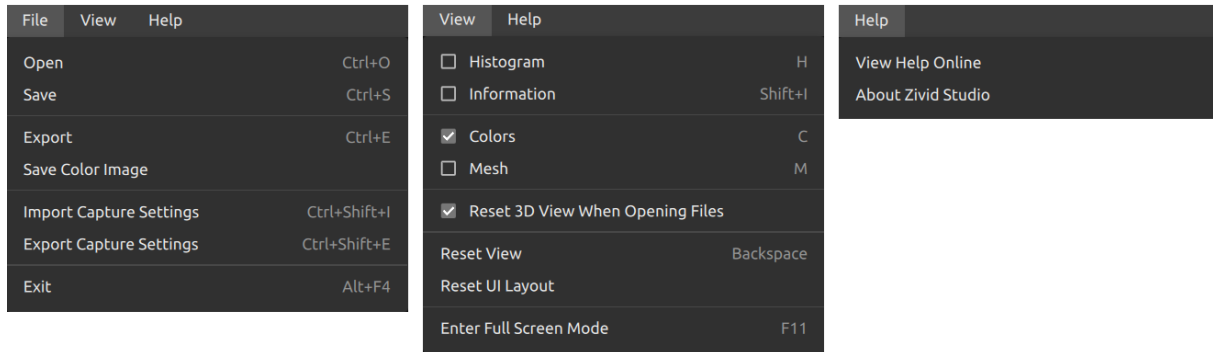 File View Help
Open Ctrl+O
Save Ctrl+S
Export Ctrl+E
Save Color Image
Import Capture Settings Ctrl+Shift+I
Export Capture Settings Ctrl+Shift+E
Exit Alt+F4
View Help
Histogram H
Information Shift+I
Colors C
Mesh M
Reset 3D View When Opening Files
Reset View Backspace
Reset UI Layout
Enter Full Screen Mode F11
Help
View Help Online
About Zivid Studio